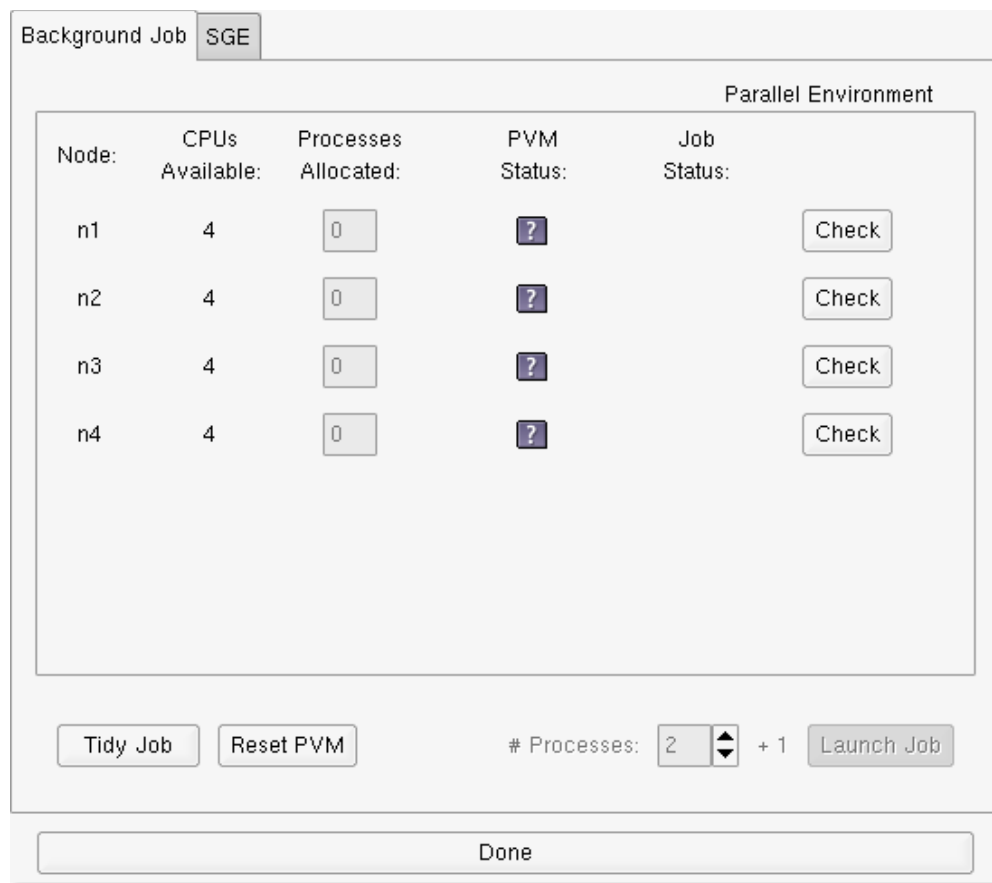 Background Job SGE
Parallel Environment
Node: CPUs Available: Processes Allocated: PVM Status: Job Status:
n1 4 0 ? Check
n2 4 0 ? Check
n3 4 0 ? Check
n4 4 0 ? Check
Tidy Job Reset PVM # Processes: 2 + 1 Launch Job
Done